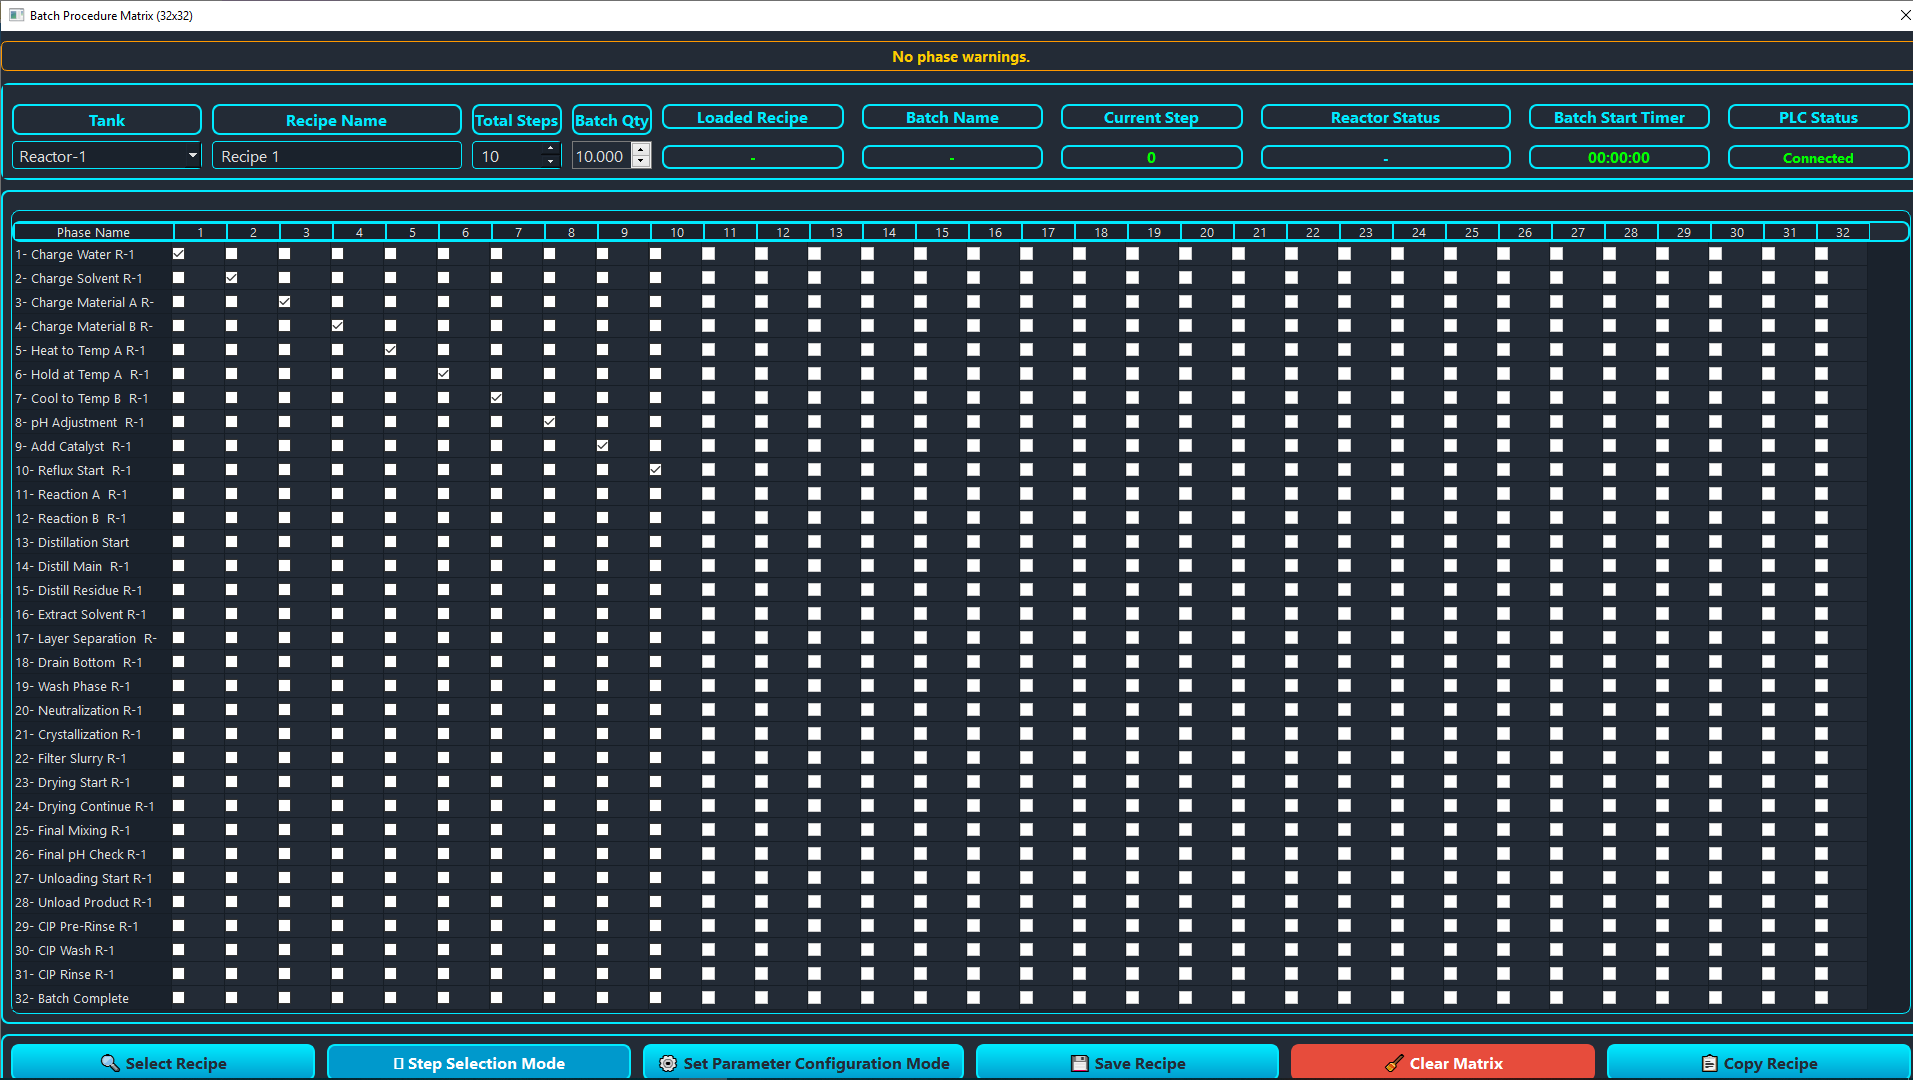 Batch Procedure Matrix (32x32)
No phase warnings.
Tank Recipe Name Total Steps Batch Qty Loaded Recipe Batch Name Current Step Reactor Status Batch Start Timer PLC Status
Reactor-1 Recipe 1 10 10.000 - - 0 - 00:00:00 Connected
Phase Name 1 2 3 4 5 6 7 8 9 10 11 12 13 14 15 16 17 18 19 20 21 22 23 24 25 26 27 28 29 30 31 32
1- Charge Water R-1
2- Charge Solvent R-1
3- Charge Material A R-
4- Charge Material B R-
5- Heat to Temp A R-1
6- Hold at Temp A  R-1
7- Cool to Temp B  R-1
8- pH Adjustment  R-1
9- Add Catalyst  R-1
10- Reflux Start  R-1
11- Reaction A  R-1
12- Reaction B  R-1
13- Distillation Start
14- Distill Main  R-1
15- Distill Residue R-1
16- Extract Solvent R-1
17- Layer Separation  R-
18- Drain Bottom  R-1
19- Wash Phase R-1
20- Neutralization R-1
21- Crystallization R-1
22- Filter Slurry R-1
23- Drying Start R-1
24- Drying Continue R-1
25- Final Mixing R-1
26- Final pH Check R-1
27- Unloading Start R-1
28- Unload Product R-1
29- CIP Pre-Rinse R-1
30- CIP Wash R-1
31- CIP Rinse R-1
32- Batch Complete
Select Recipe Step Selection Mode Set Parameter Configuration Mode Save Recipe Clear Matrix Copy Recipe